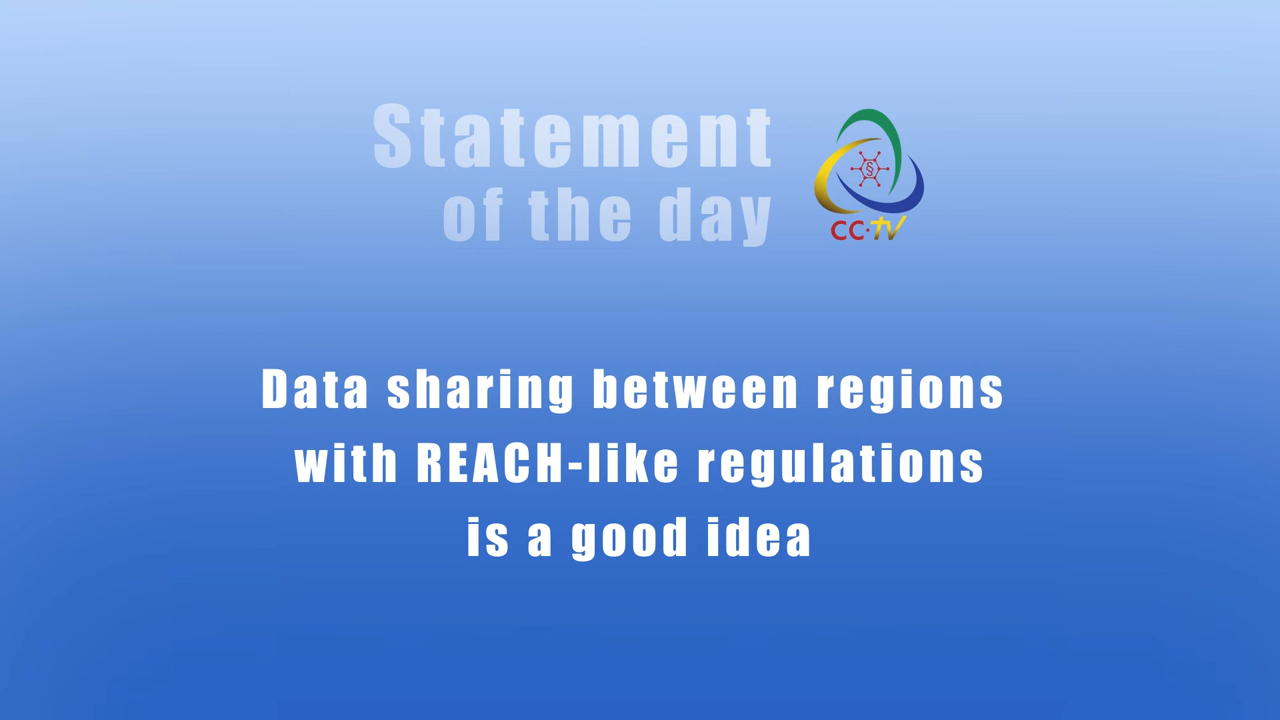 Statement
of the day
§
CC·TV
Data sharing between regions
with REACH-like regulations
is a good idea